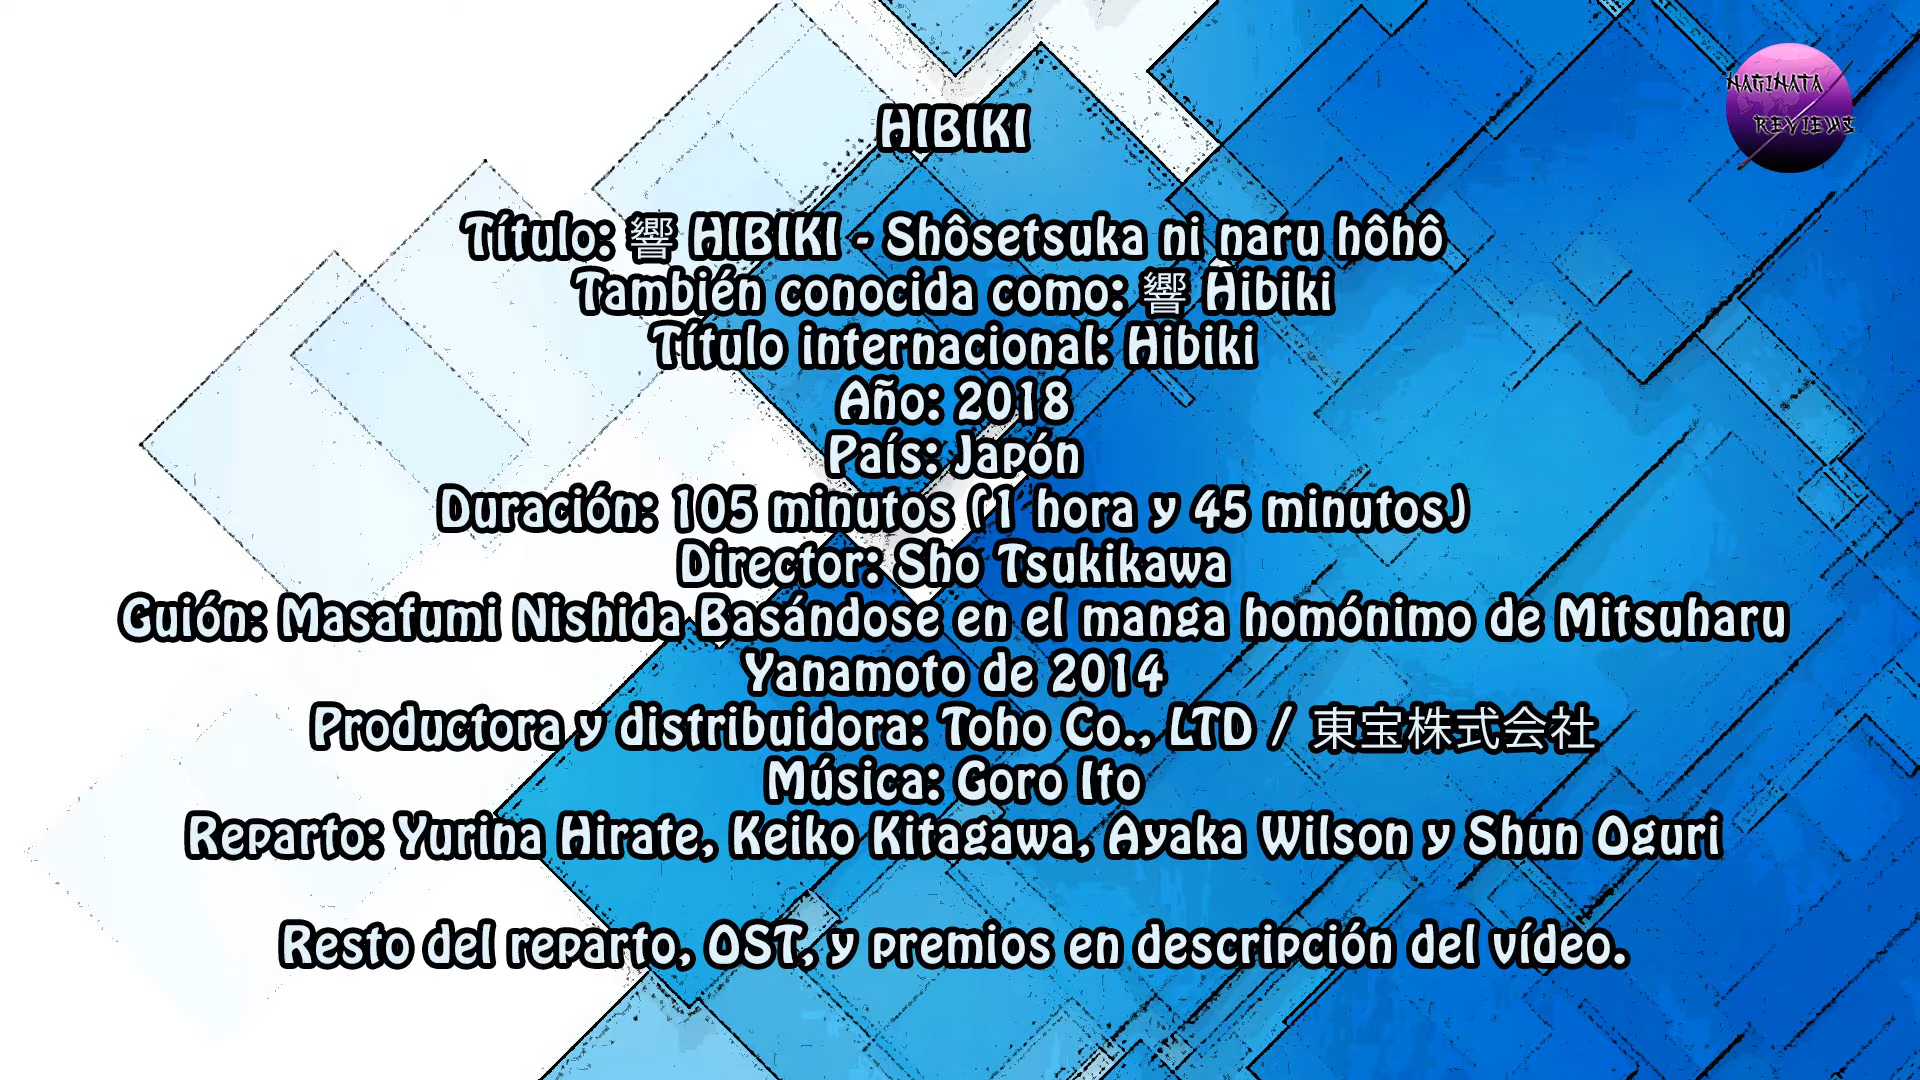 NAGINATA
REVIEWS
HIBIKI
Título: 響 HIBIKI - Shôsetsuka ni naru hôhô
También conocida como: 響 Hibiki
Título internacional: Hibiki
Año: 2018
País: Japón
Duración: 105 minutos (1 hora y 45 minutos)
Director: Sho Tsukikawa
Guión: Masafumi Nishida Basándose en el manga homónimo de Mitsuharu
Yanamoto de 2014
Productora y distribuidora: Toho Co., LTD / 東宝株式会社
Música: Goro Ito
Reparto: Yurina Hirate, Keiko Kitagawa, Ayaka Wilson y Shun Oguri
Resto del reparto, OST, y premios en descripción del vídeo.